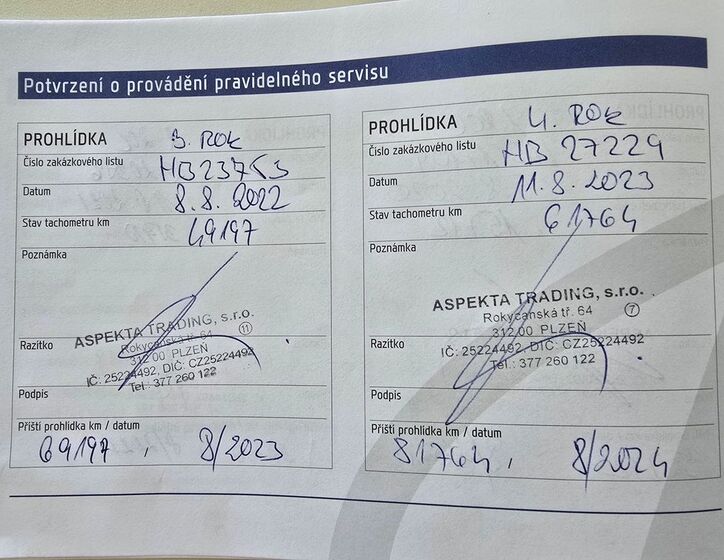 Potvrzení o provádění pravidelného servisu
PROHLÍDKA 3. ROK
Číslo zakázkového listu HB23753
Datum 8.8.2022
Stav tachometru km 49197
Poznámka
Razítko
ASPEKTA TRADING, s.r.o.
Rokycanská tř. 64
312 00 PLZEŇ
IČ: 25224492, DIČ: CZ25224492
Tel.: 377 260 122
11
Podpis
Příští prohlídka km / datum
69197, 8/2023
PROHLÍDKA 4. ROK
Číslo zakázkového listu HB 27229
Datum 11.8.2023
Stav tachometru km 61764
Poznámka
Razítko
ASPEKTA TRADING, s.r.o.
Rokycanská tř. 64
312 00 PLZEŇ
IČ: 25224492, DIČ: CZ25224492
Tel.: 377 260 122
7
Podpis
Příští prohlídka km / datum
81764, 8/2024